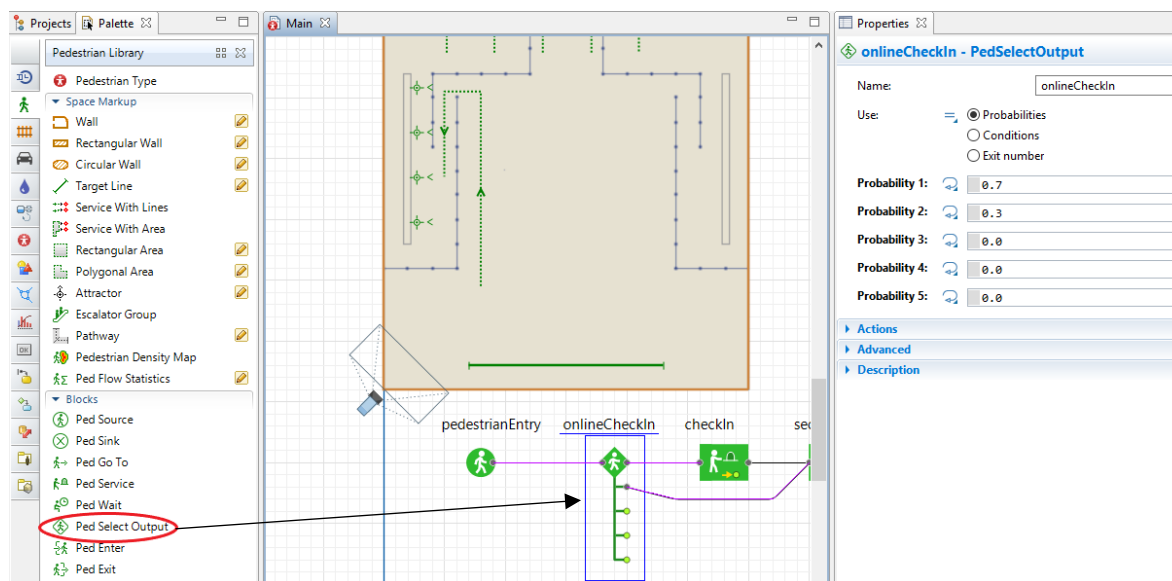 Projects
Palette
Main
Properties
Pedestrian Library
onlineCheckIn - PedSelectOutput
Pedestrian Type
Name:
onlineCheckIn
Space Markup
Use:
Probabilities
Wall
Conditions
Rectangular Wall
Exit number
Circular Wall
Probability 1:
0.7
Target Line
Probability 2:
0.3
Service With Lines
Probability 3:
0.0
Service With Area
Probability 4:
0.0
Rectangular Area
Probability 5:
0.0
Polygonal Area
Attractor
Actions
Escalator Group
Advanced
Pathway
Description
Pedestrian Density Map
Ped Flow Statistics
Blocks
Ped Source
pedestrianEntry
onlineCheckIn
checkIn
sec
Ped Sink
Ped Go To
Ped Service
Ped Wait
Ped Select Output
Ped Enter
Ped Exit
OK